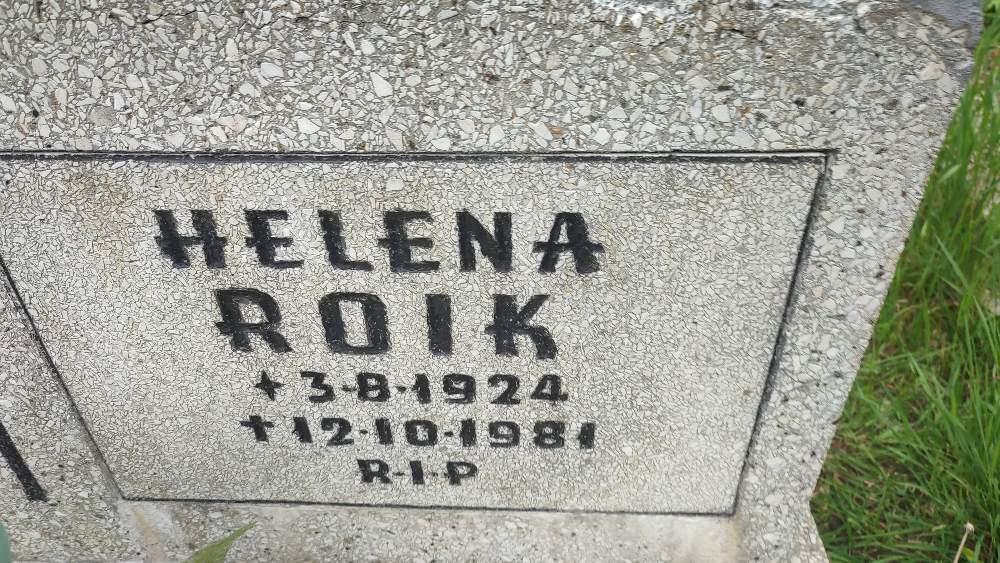 HELENA
ROIK
+ 3-8-1924
+ 12-10-1981
R-I-P